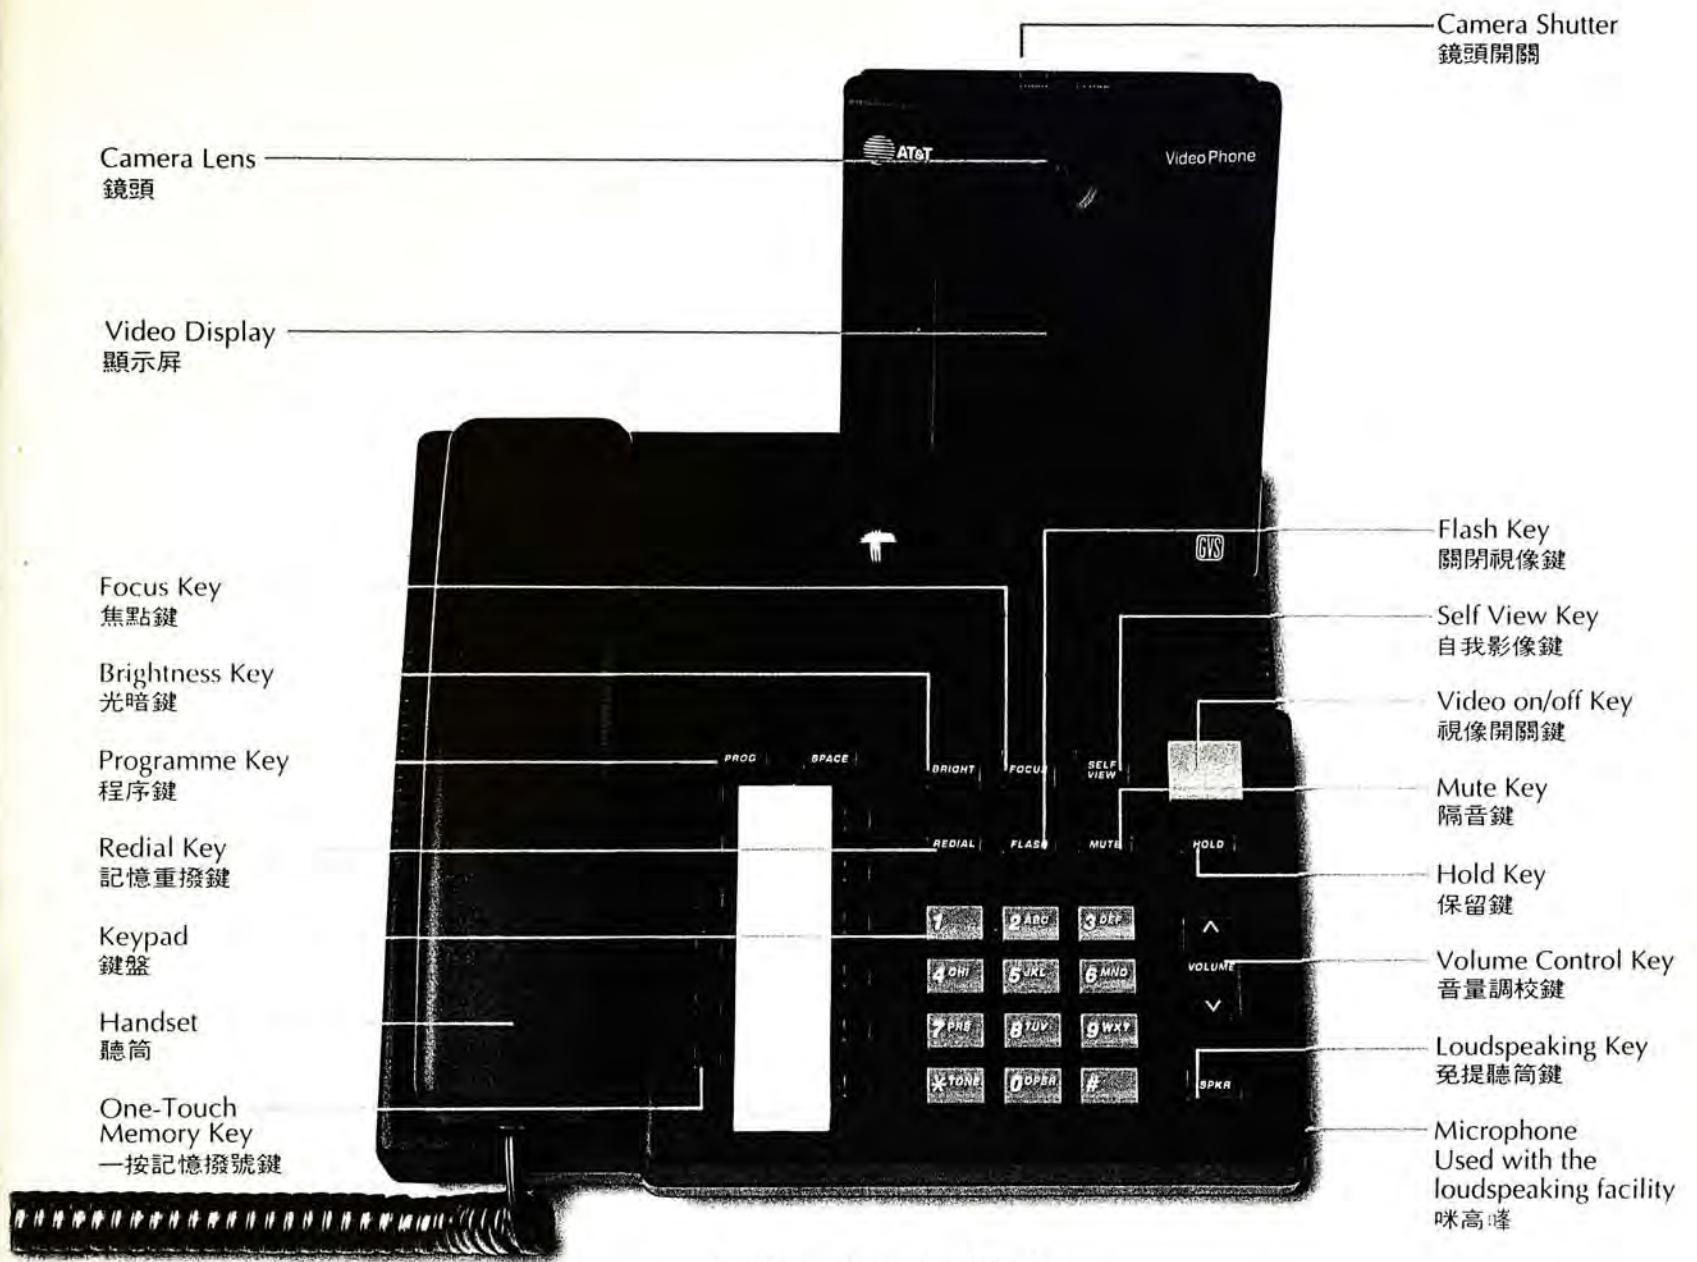 Camera Shutter
鏡頭開關
Camera Lens
鏡頭
AT&T
VideoPhone
Video Display
顯示屏
GVS
Flash Key
關閉視像鍵
Focus Key
焦點鍵
Self View Key
自我影像鍵
Brightness Key
光暗鍵
Video on/off Key
視像開關鍵
Programme Key
程序鍵
PROG
SPACE
BRIGHT
FOCUS
SELF
VIEW
Mute Key
隔音鍵
Redial Key
記憶重撥鍵
REDIAL
FLASH
MUTE
HOLD
Hold Key
保留鍵
Keypad
鍵盤
1
2 ABC
3 DEF
4 GHI
5 JKL
6 MNO
VOLUME
Volume Control Key
音量調校鍵
Handset
聽筒
7 PRS
8 TUV
9 WXY
Loudspeaking Key
免提聽筒鍵
* TONE
0 OPER
#
SPKR
One-Touch
Memory Key
一按記憶撥號鍵
Microphone
Used with the
loudspeaking facility
咪高峰